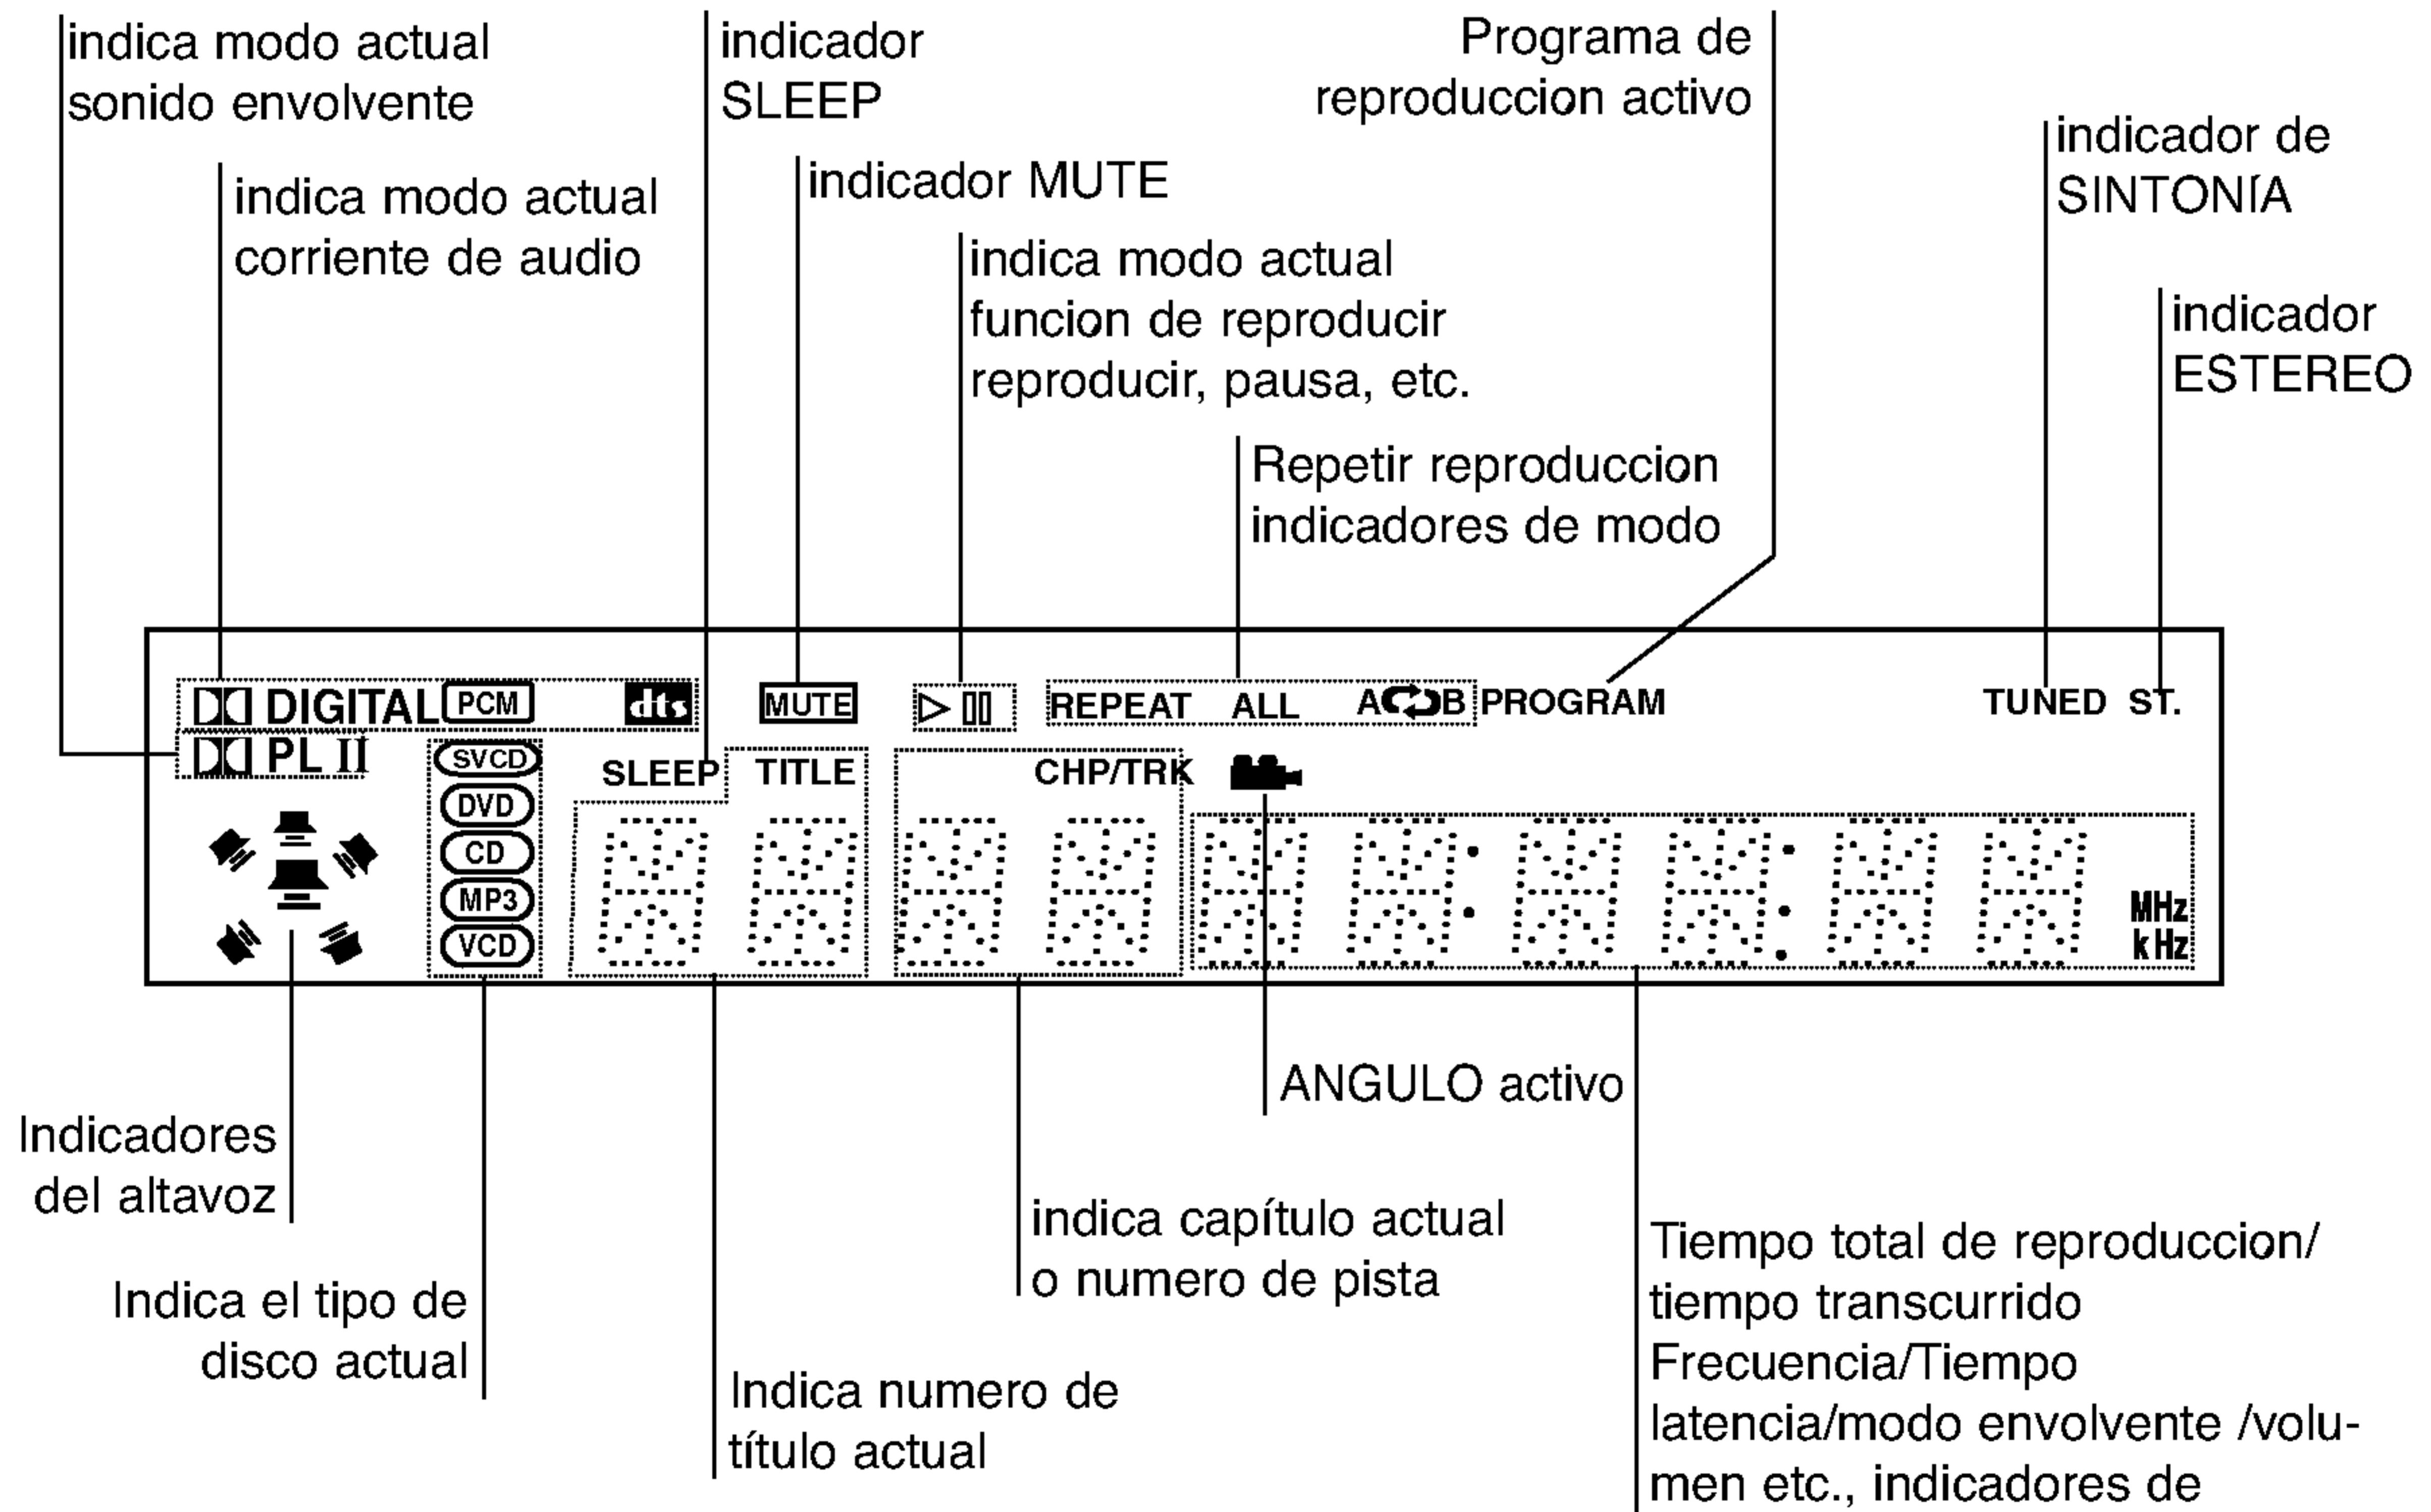 indica modo actual
sonido envolvente
indicador
SLEEP
Programa de
reproduccion activo
indica modo actual
corriente de audio
indicador MUTE
indicador de
SINTONÍA
indica modo actual
funcion de reproducir
reproducir, pausa, etc.
indicador
ESTEREO
Repetir reproduccion
indicadores de modo
DIGITAL PCM dts MUTE REPEAT ALL A B PROGRAM TUNED ST.
PL II
SVCD
SLEEP TITLE CHP/TRK
DVD
CD
MP3
VCD
MHz
kHz
ANGULO activo
Indicadores
del altavoz
indica capítulo actual
o numero de pista
Indica el tipo de
disco actual
Indica numero de
título actual
Tiempo total de reproduccion/
tiempo transcurrido
Frecuencia/Tiempo
latencia/modo envolvente /volu-
men etc., indicadores de